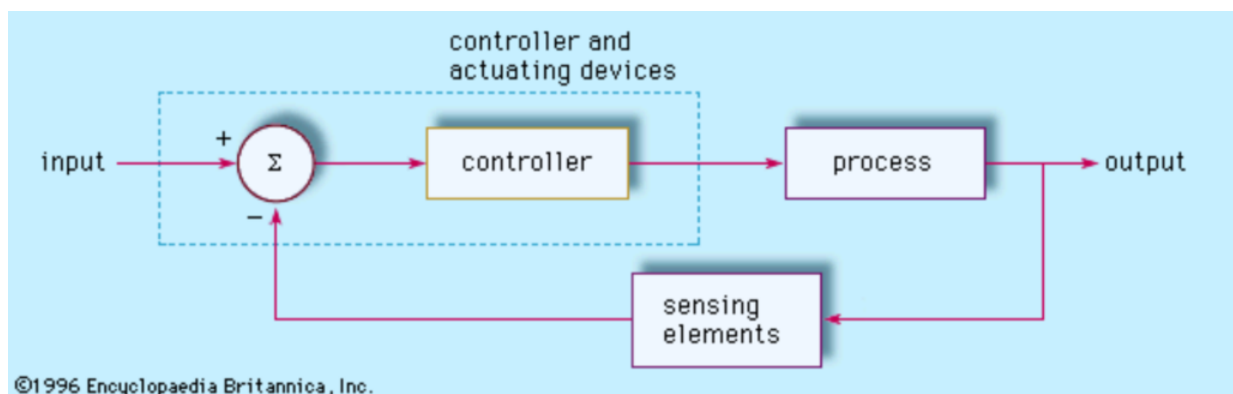 controller and
actuating devices
+
input
Σ
controller
process
output
−
sensing
elements
©1996 Encyclopaedia Britannica, Inc.